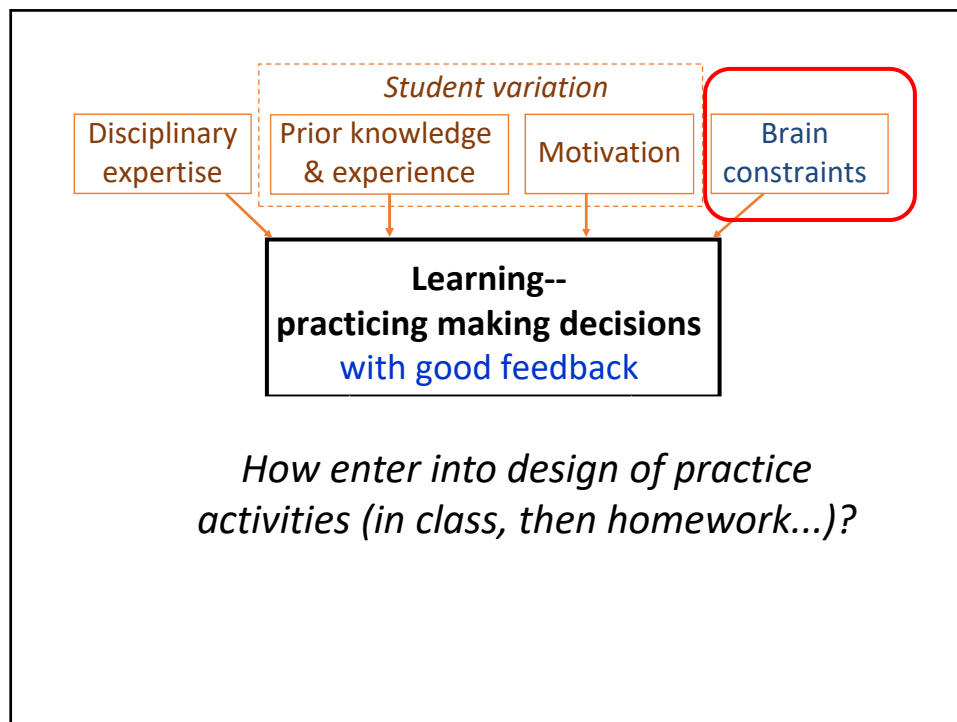 Student variation
Disciplinary
expertise
Prior knowledge
& experience
Motivation
Brain
constraints
Learning--
practicing making decisions
with good feedback
How enter into design of practice
activities (in class, then homework...)?